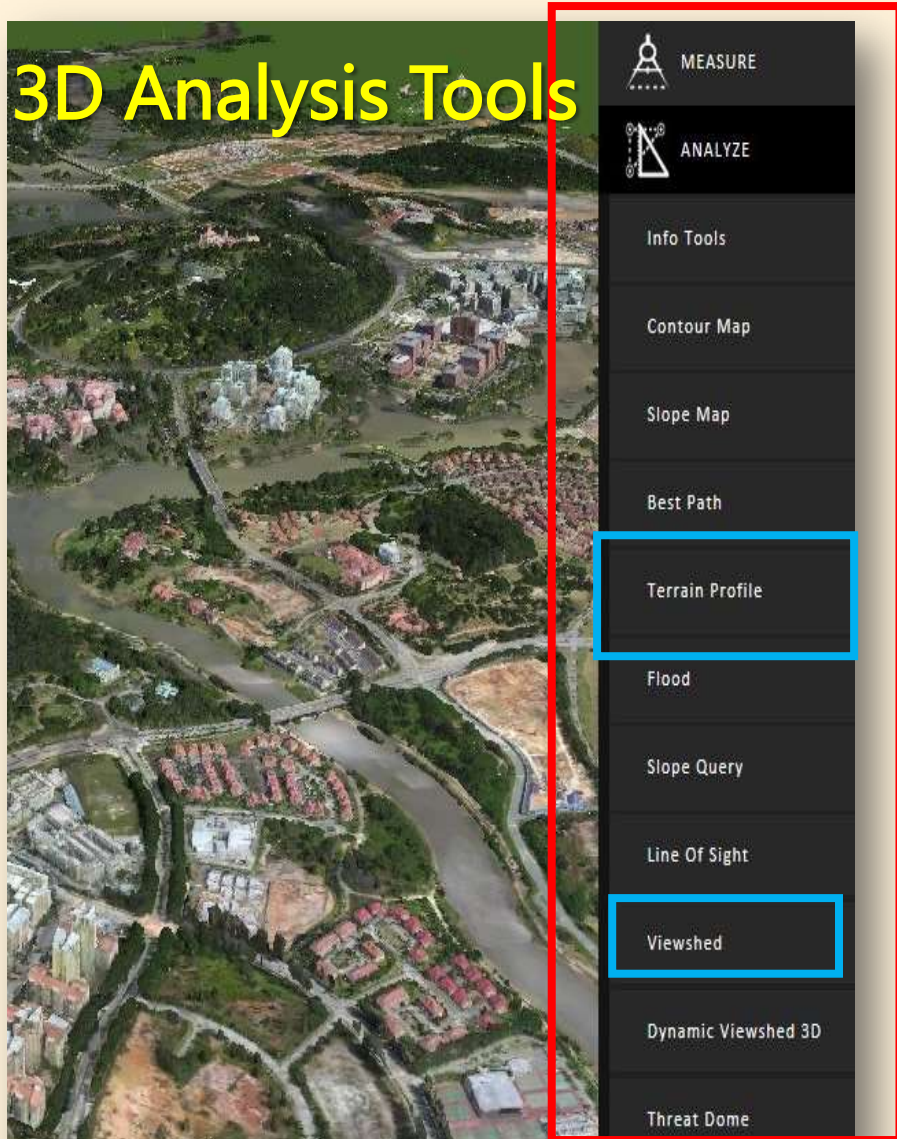 3D Analysis Tools
MEASURE
ANALYZE
Info Tools
Contour Map
Slope Map
Best Path
Terrain Profile
Flood
Slope Query
Line Of Sight
Viewshed
Dynamic Viewshed 3D
Threat Dome